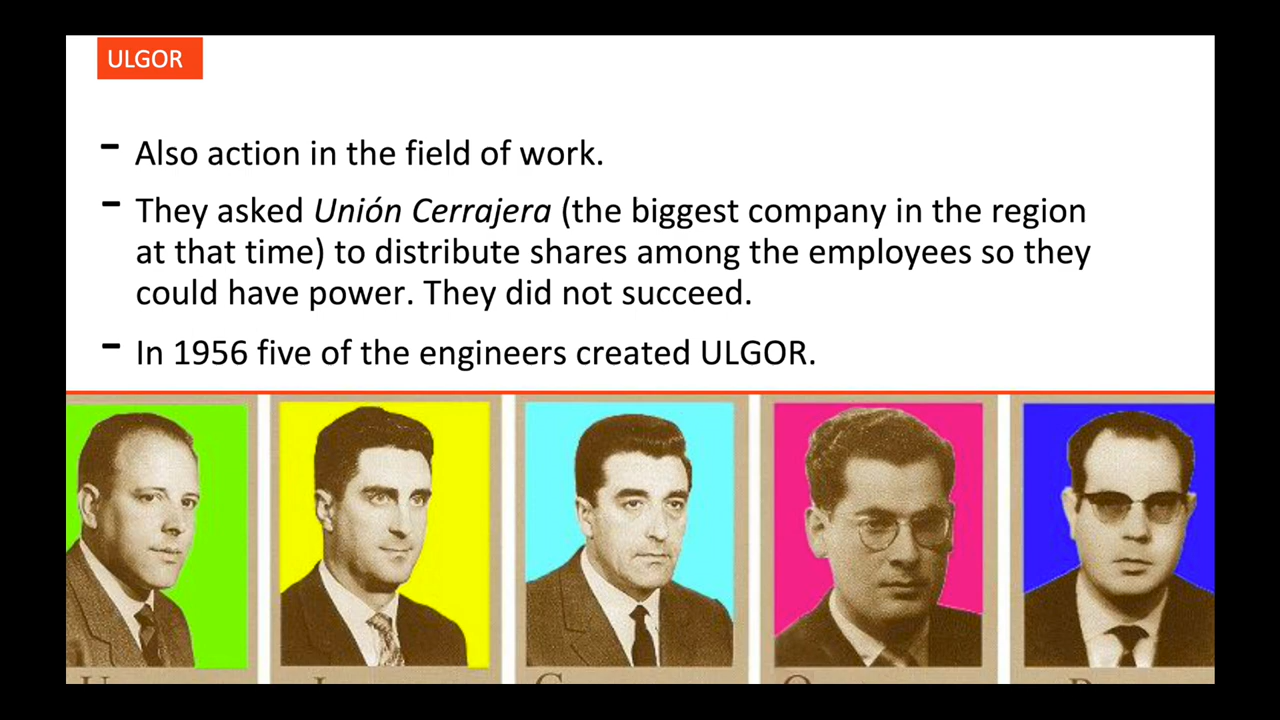 ULGOR
- Also action in the field of work.
- They asked Unión Cerrajera (the biggest company in the region
at that time) to distribute shares among the employees so they
could have power. They did not succeed.
- In 1956 five of the engineers created ULGOR.